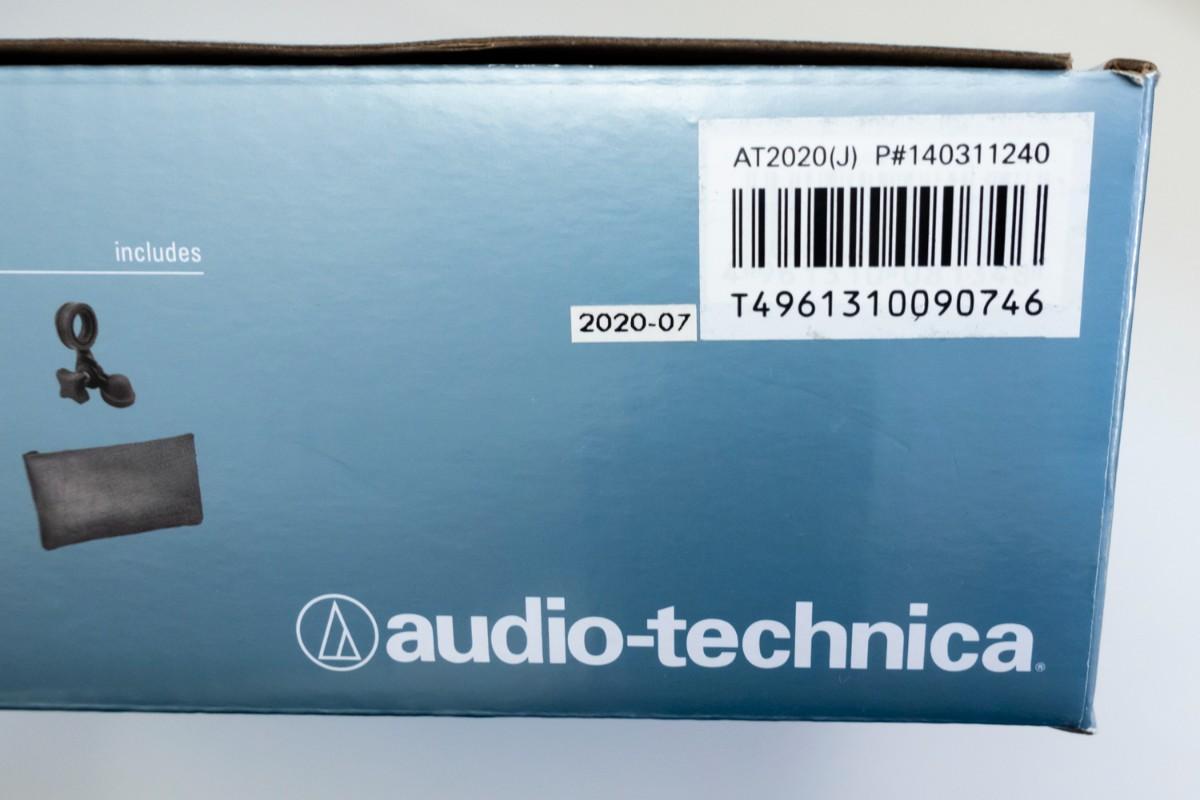 AT2020(J) P#140311240
T4961310090746
2020-07
includes
audio-technica®